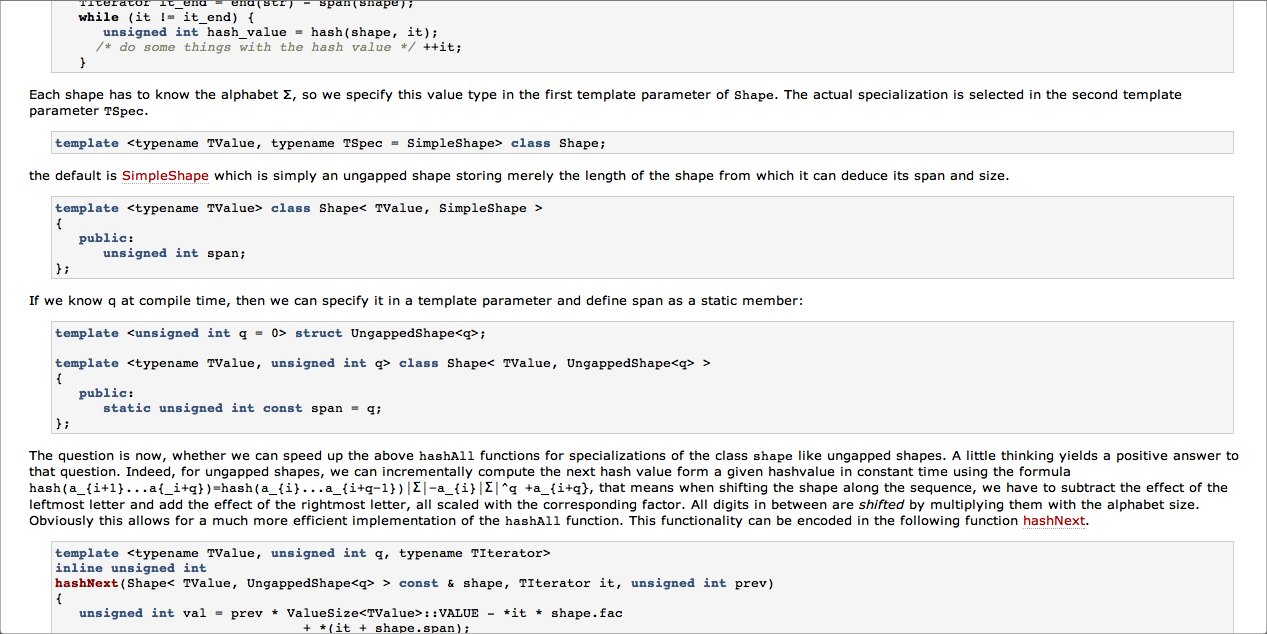 TIterator it_end = end(str) - span(shape);
while (it != it_end) {
unsigned int hash_value = hash(shape, it);
/* do some things with the hash value */ ++it;
}
Each shape has to know the alphabet Σ, so we specify this value type in the first template parameter of Shape. The actual specialization is selected in the second template
parameter TSpec.
template <typename TValue, typename TSpec = SimpleShape> class Shape;
the default is SimpleShape which is simply an ungapped shape storing merely the length of the shape from which it can deduce its span and size.
template <typename TValue> class Shape< TValue, SimpleShape >
{
public:
unsigned int span;
};
If we know q at compile time, then we can specify it in a template parameter and define span as a static member:
template <unsigned int q = 0> struct UngappedShape<q>;
template <typename TValue, unsigned int q> class Shape< TValue, UngappedShape<q> >
{
public:
static unsigned int const span = q;
};
The question is now, whether we can speed up the above hashAll functions for specializations of the class shape like ungapped shapes. A little thinking yields a positive answer to
that question. Indeed, for ungapped shapes, we can incrementally compute the next hash value form a given hashvalue in constant time using the formula
hash(a_{i+1}...a{_i+q})=hash(a_{i}...a_{i+q-1})|Σ|-a_{i}|Σ|^q +a_{i+q}, that means when shifting the shape along the sequence, we have to subtract the effect of the
leftmost letter and add the effect of the rightmost letter, all scaled with the corresponding factor. All digits in between are shifted by multiplying them with the alphabet size.
Obviously this allows for a much more efficient implementation of the hashAll function. This functionality can be encoded in the following function hashNext.
template <typename TValue, unsigned int q, typename TIterator>
inline unsigned int
hashNext(Shape< TValue, UngappedShape<q> > const & shape, TIterator it, unsigned int prev)
{
unsigned int val = prev * ValueSize<TValue>::VALUE - *it * shape.fac
+ *(it + shape.span);